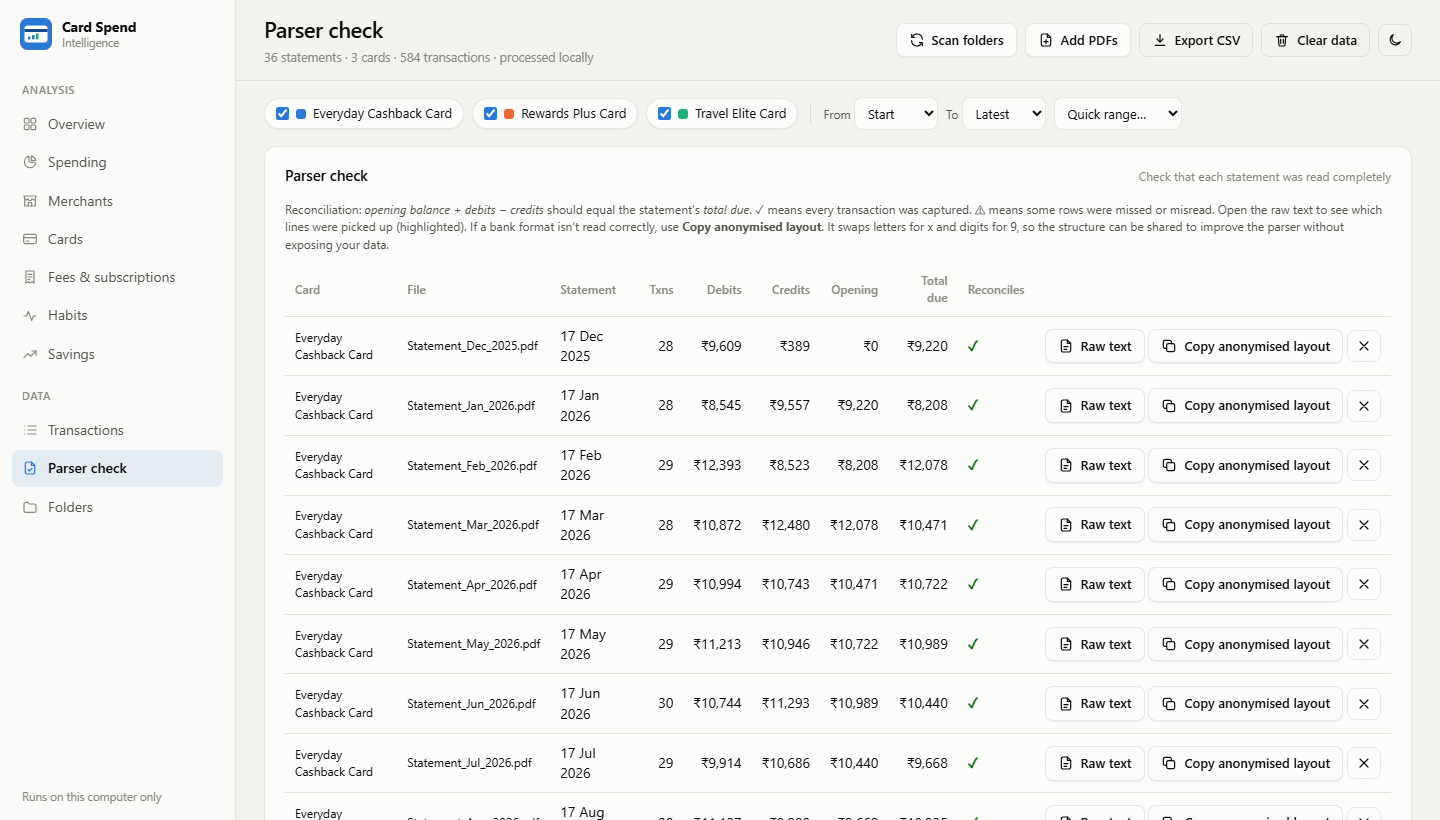 Card Spend
Intelligence
ANALYSIS
Overview
Spending
Merchants
Cards
Fees & subscriptions
Habits
Savings
DATA
Transactions
Parser check
Folders
Runs on this computer only
Parser check
36 statements · 3 cards · 584 transactions · processed locally
Scan folders
Add PDFs
Export CSV
Clear data
Everyday Cashback Card
Rewards Plus Card
Travel Elite Card
From Start To Latest Quick range...
Parser check
Check that each statement was read completely
Reconciliation: opening balance + debits − credits should equal the statement's total due. ✓ means every transaction was captured. ⚠ means some rows were missed or misread. Open the raw text to see which
lines were picked up (highlighted). If a bank format isn't read correctly, use Copy anonymised layout. It swaps letters for x and digits for 9, so the structure can be shared to improve the parser without
exposing your data.
Card File Statement Txns Debits Credits Opening Total due Reconciles
Everyday Cashback Card Statement_Dec_2025.pdf 17 Dec 2025 28 ₹9,609 ₹389 ₹0 ₹9,220 ✓ Raw text Copy anonymised layout
Everyday Cashback Card Statement_Jan_2026.pdf 17 Jan 2026 28 ₹8,545 ₹9,557 ₹9,220 ₹8,208 ✓ Raw text Copy anonymised layout
Everyday Cashback Card Statement_Feb_2026.pdf 17 Feb 2026 29 ₹12,393 ₹8,523 ₹8,208 ₹12,078 ✓ Raw text Copy anonymised layout
Everyday Cashback Card Statement_Mar_2026.pdf 17 Mar 2026 28 ₹10,872 ₹12,480 ₹12,078 ₹10,471 ✓ Raw text Copy anonymised layout
Everyday Cashback Card Statement_Apr_2026.pdf 17 Apr 2026 29 ₹10,994 ₹10,743 ₹10,471 ₹10,722 ✓ Raw text Copy anonymised layout
Everyday Cashback Card Statement_May_2026.pdf 17 May 2026 29 ₹11,213 ₹10,946 ₹10,722 ₹10,989 ✓ Raw text Copy anonymised layout
Everyday Cashback Card Statement_Jun_2026.pdf 17 Jun 2026 30 ₹10,744 ₹11,293 ₹10,989 ₹10,440 ✓ Raw text Copy anonymised layout
Everyday Cashback Card Statement_Jul_2026.pdf 17 Jul 2026 29 ₹9,914 ₹10,686 ₹10,440 ₹9,668 ✓ Raw text Copy anonymised layout
Everyday 17 Aug